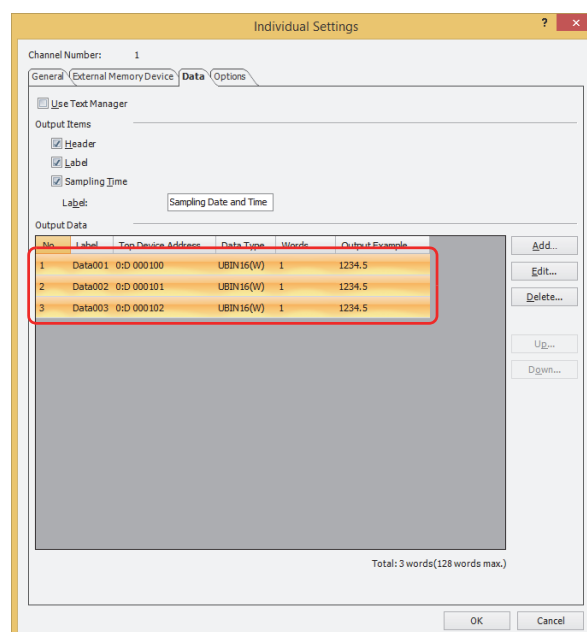 Individual Settings ? ×
Channel Number: 1
General External Memory Device Data Options
Use Text Manager
Output Items
Header
Label
Sampling Time
Label: Sampling Date and Time
Output Data
No. Label Top Device Address Data Type Words Output Example
1 Data001 0:D 000100 UBIN16(W) 1 1234.5
2 Data002 0:D 000101 UBIN16(W) 1 1234.5
3 Data003 0:D 000102 UBIN16(W) 1 1234.5
Add...
Edit...
Delete...
Up...
Down...
Total: 3 words(128 words max.)
OK Cancel